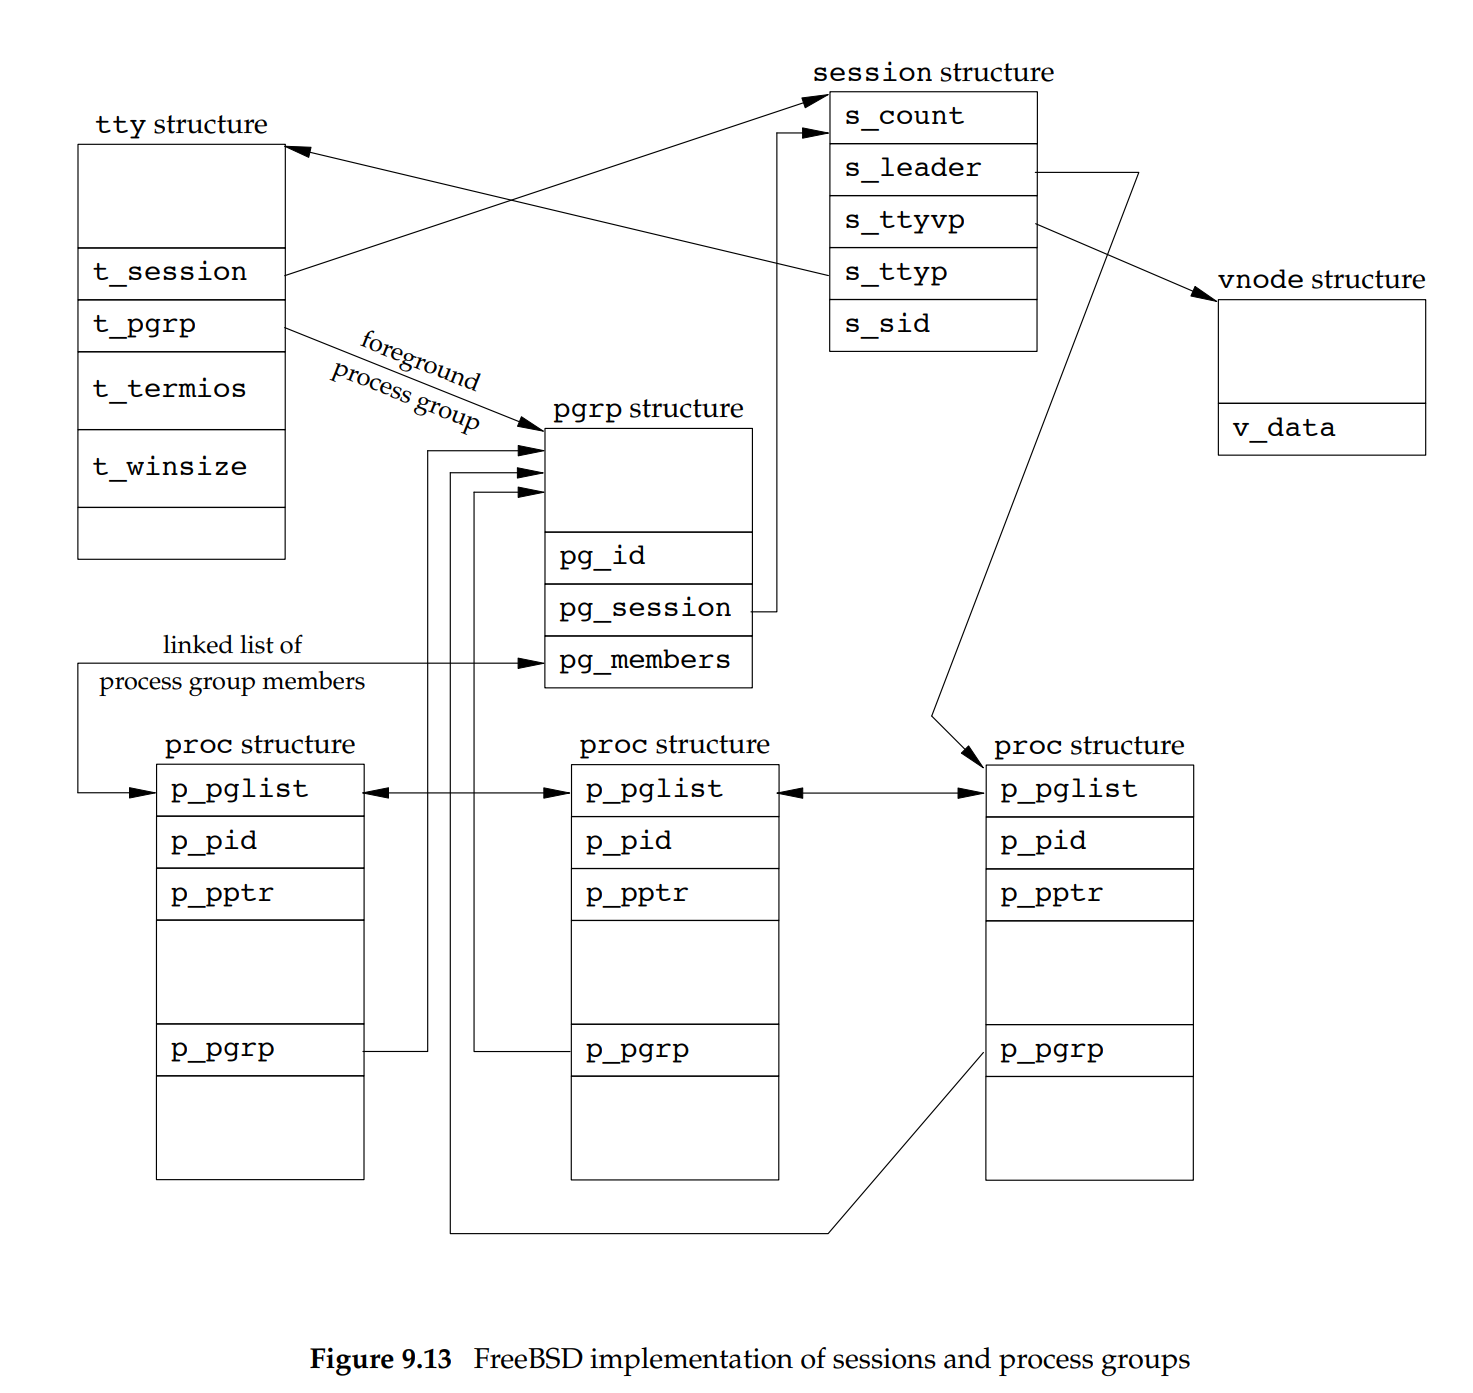 session structure
s_count
s_leader
s_ttyvp
s_ttyp
s_sid
tty structure
t_session
t_pgrp
t_termios
t_winsize
foreground
process group
vnode structure
v_data
pgrp structure
pg_id
pg_session
pg_members
linked list of
process group members
proc structure
p_pglist
p_pid
p_pptr
p_pgrp
proc structure
p_pglist
p_pid
p_pptr
p_pgrp
proc structure
p_pglist
p_pid
p_pptr
p_pgrp
Figure 9.13 FreeBSD implementation of sessions and process groups